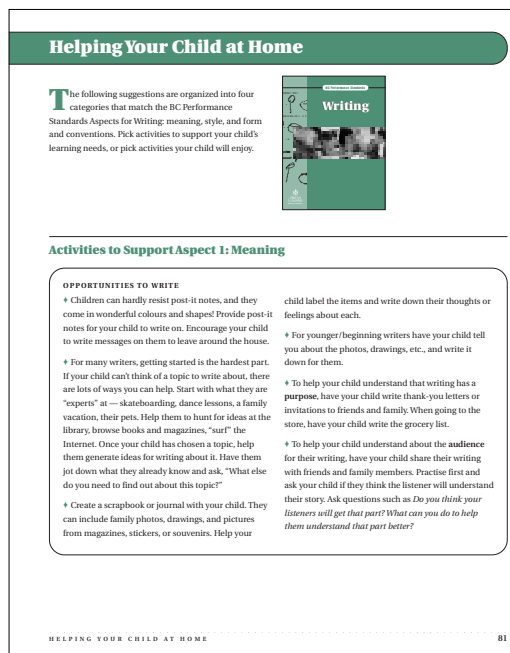 Helping Your Child at Home
The following suggestions are organized into four
categories that match the BC Performance
Standards Aspects for Writing: meaning, style, and form
and conventions. Pick activities to support your child's
learning needs, or pick activities your child will enjoy.
BC Performance Standards
Writing
Activities to Support Aspect 1: Meaning
OPPORTUNITIES TO WRITE
♦ Children can hardly resist post-it notes, and they
come in wonderful colours and shapes! Provide post-it
notes for your child to write on. Encourage your child
to write messages on them to leave around the house.
♦ For many writers, getting started is the hardest part.
If your child can't think of a topic to write about, there
are lots of ways you can help. Start with what they are
“experts” at — skateboarding, dance lessons, a family
vacation, their pets. Help them to hunt for ideas at the
library, browse books and magazines, “surf” the
Internet. Once your child has chosen a topic, help
them generate ideas for writing about it. Have them
jot down what they already know and ask, “What else
do you need to find out about this topic?”
♦ Create a scrapbook or journal with your child. They
can include family photos, drawings, and pictures
from magazines, stickers, or souvenirs. Help your
child label the items and write down their thoughts or
feelings about each.
♦ For younger/beginning writers have your child tell
you about the photos, drawings, etc., and write it
down for them.
♦ To help your child understand that writing has a
purpose, have your child write thank-you letters or
invitations to friends and family. When going to the
store, have your child write the grocery list.
♦ To help your child understand about the audience
for their writing, have your child share their writing
with friends and family members. Practise first and
ask your child if they think the listener will understand
their story. Ask questions such as Do you think your
listeners will get that part? What can you do to help
them understand that part better?
HELPING YOUR CHILD AT HOME
81